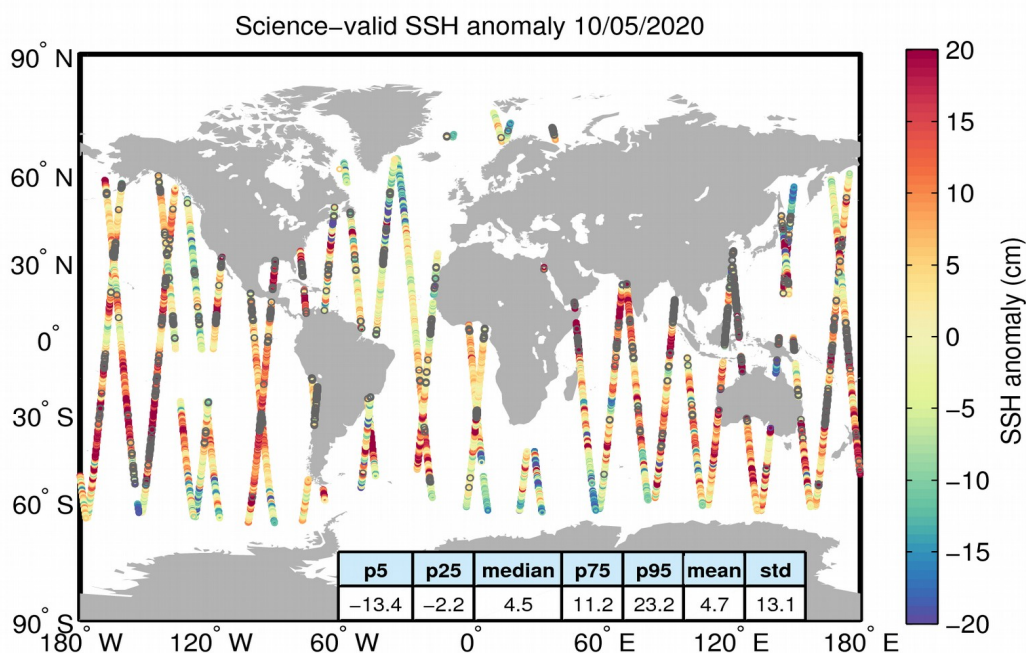 Science−valid SSH anomaly 10/05/2020
90° N
60° N
30° N
0°
30° S
60° S
90° S
180° W
120° W
60° W
0°
60° E
120° E
180° E
p5 p25 median p75 p95 mean std
−13.4 −2.2 4.5 11.2 23.2 4.7 13.1
20
15
10
5
0
−5
−10
−15
−20
SSH anomaly (cm)